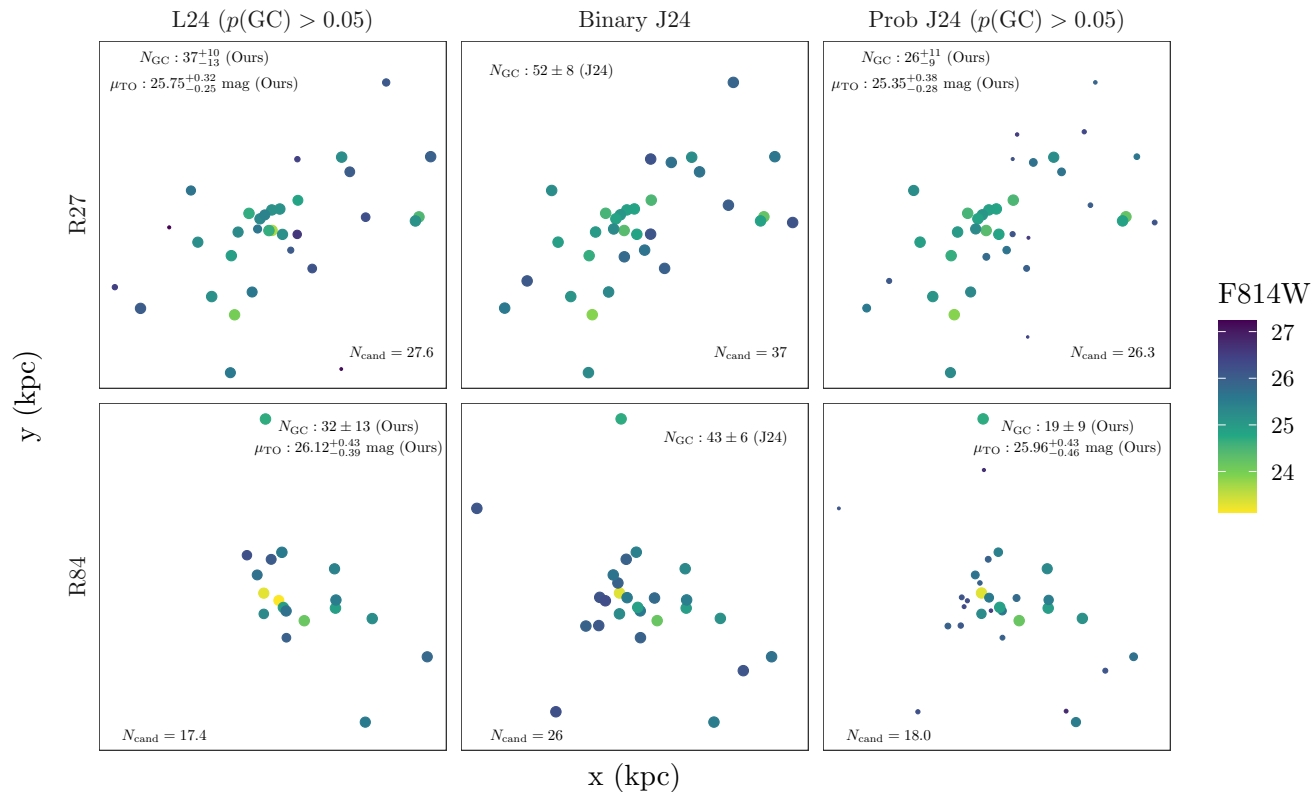 L24 (p(GC) > 0.05)
Binary J24
Prob J24 (p(GC) > 0.05)
N_GC : 37^{+10}_{−13} (Ours)
μ_TO : 25.75^{+0.32}_{−0.25} mag (Ours)
N_cand = 27.6
N_GC : 52 ± 8 (J24)
N_cand = 37
N_GC : 26^{+11}_{−9} (Ours)
μ_TO : 25.35^{+0.38}_{−0.28} mag (Ours)
N_cand = 26.3
R27
N_GC : 32 ± 13 (Ours)
μ_TO : 26.12^{+0.43}_{−0.39} mag (Ours)
N_cand = 17.4
N_GC : 43 ± 6 (J24)
N_cand = 26
N_GC : 19 ± 9 (Ours)
μ_TO : 25.96^{+0.43}_{−0.46} mag (Ours)
N_cand = 18.0
R84
y (kpc)
x (kpc)
F814W
27
26
25
24